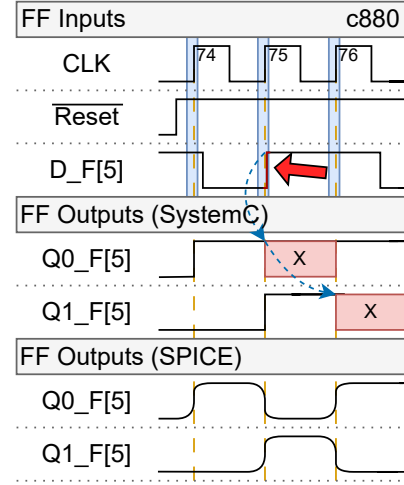 FF Inputs c880
CLK 74 75 76
Reset
D_F[5]
FF Outputs (SystemC)
Q0_F[5] X
Q1_F[5] X
FF Outputs (SPICE)
Q0_F[5]
Q1_F[5]